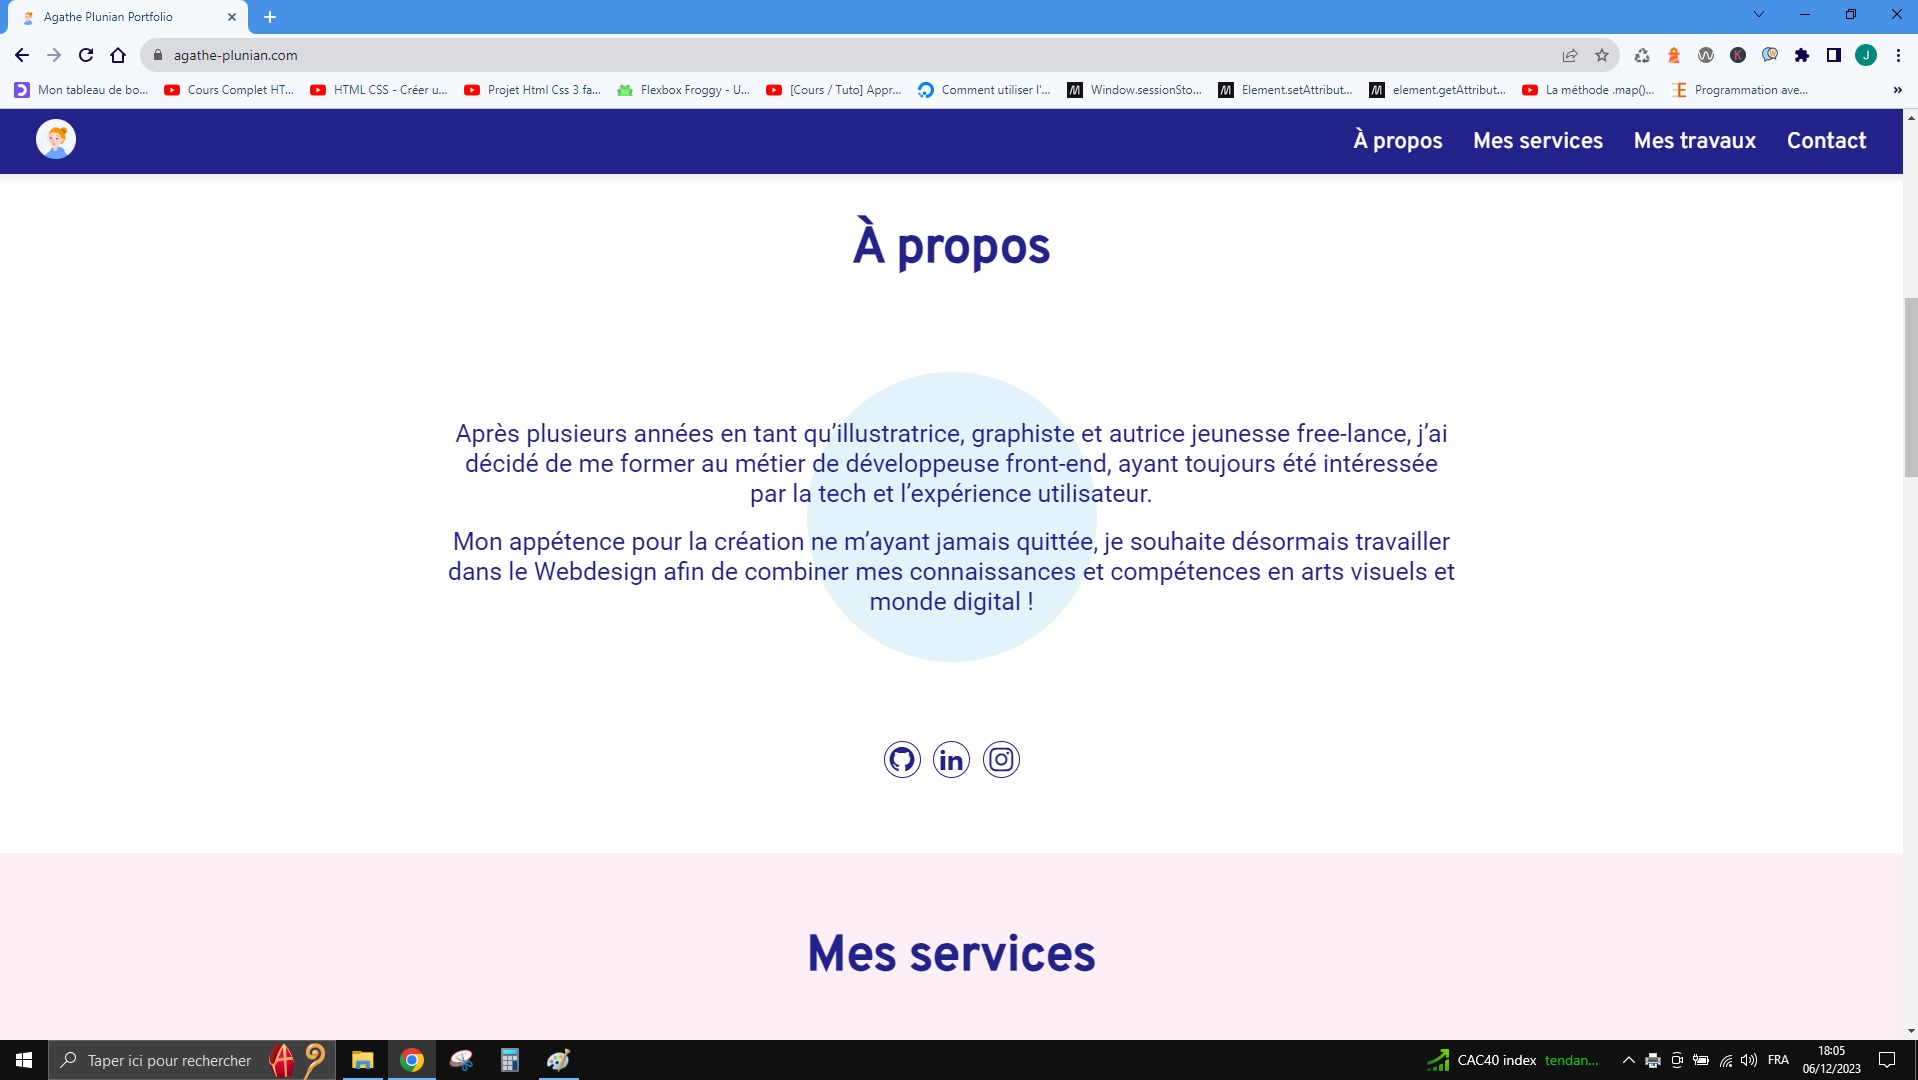 Agathe Plunian Portfolio
agathe-plunian.com
J
Mon tableau de bo...
Cours Complet HT...
HTML CSS - Créer u...
Projet Html Css 3 fa...
Flexbox Froggy - U...
[Cours / Tuto] Appr...
Comment utiliser l'...
Window.sessionSto...
Element.setAttribut...
element.getAttribut...
La méthode .map()...
Programmation ave...
À propos
Mes services
Mes travaux
Contact
À propos
Après plusieurs années en tant qu’illustratrice, graphiste et autrice jeunesse free-lance, j’ai
décidé de me former au métier de développeuse front-end, ayant toujours été intéressée
par la tech et l’expérience utilisateur.
Mon appétence pour la création ne m’ayant jamais quittée, je souhaite désormais travailler
dans le Webdesign afin de combiner mes connaissances et compétences en arts visuels et
monde digital !
in
Mes services
Taper ici pour rechercher
CAC40 index tendan...
FRA
18:05
06/12/2023